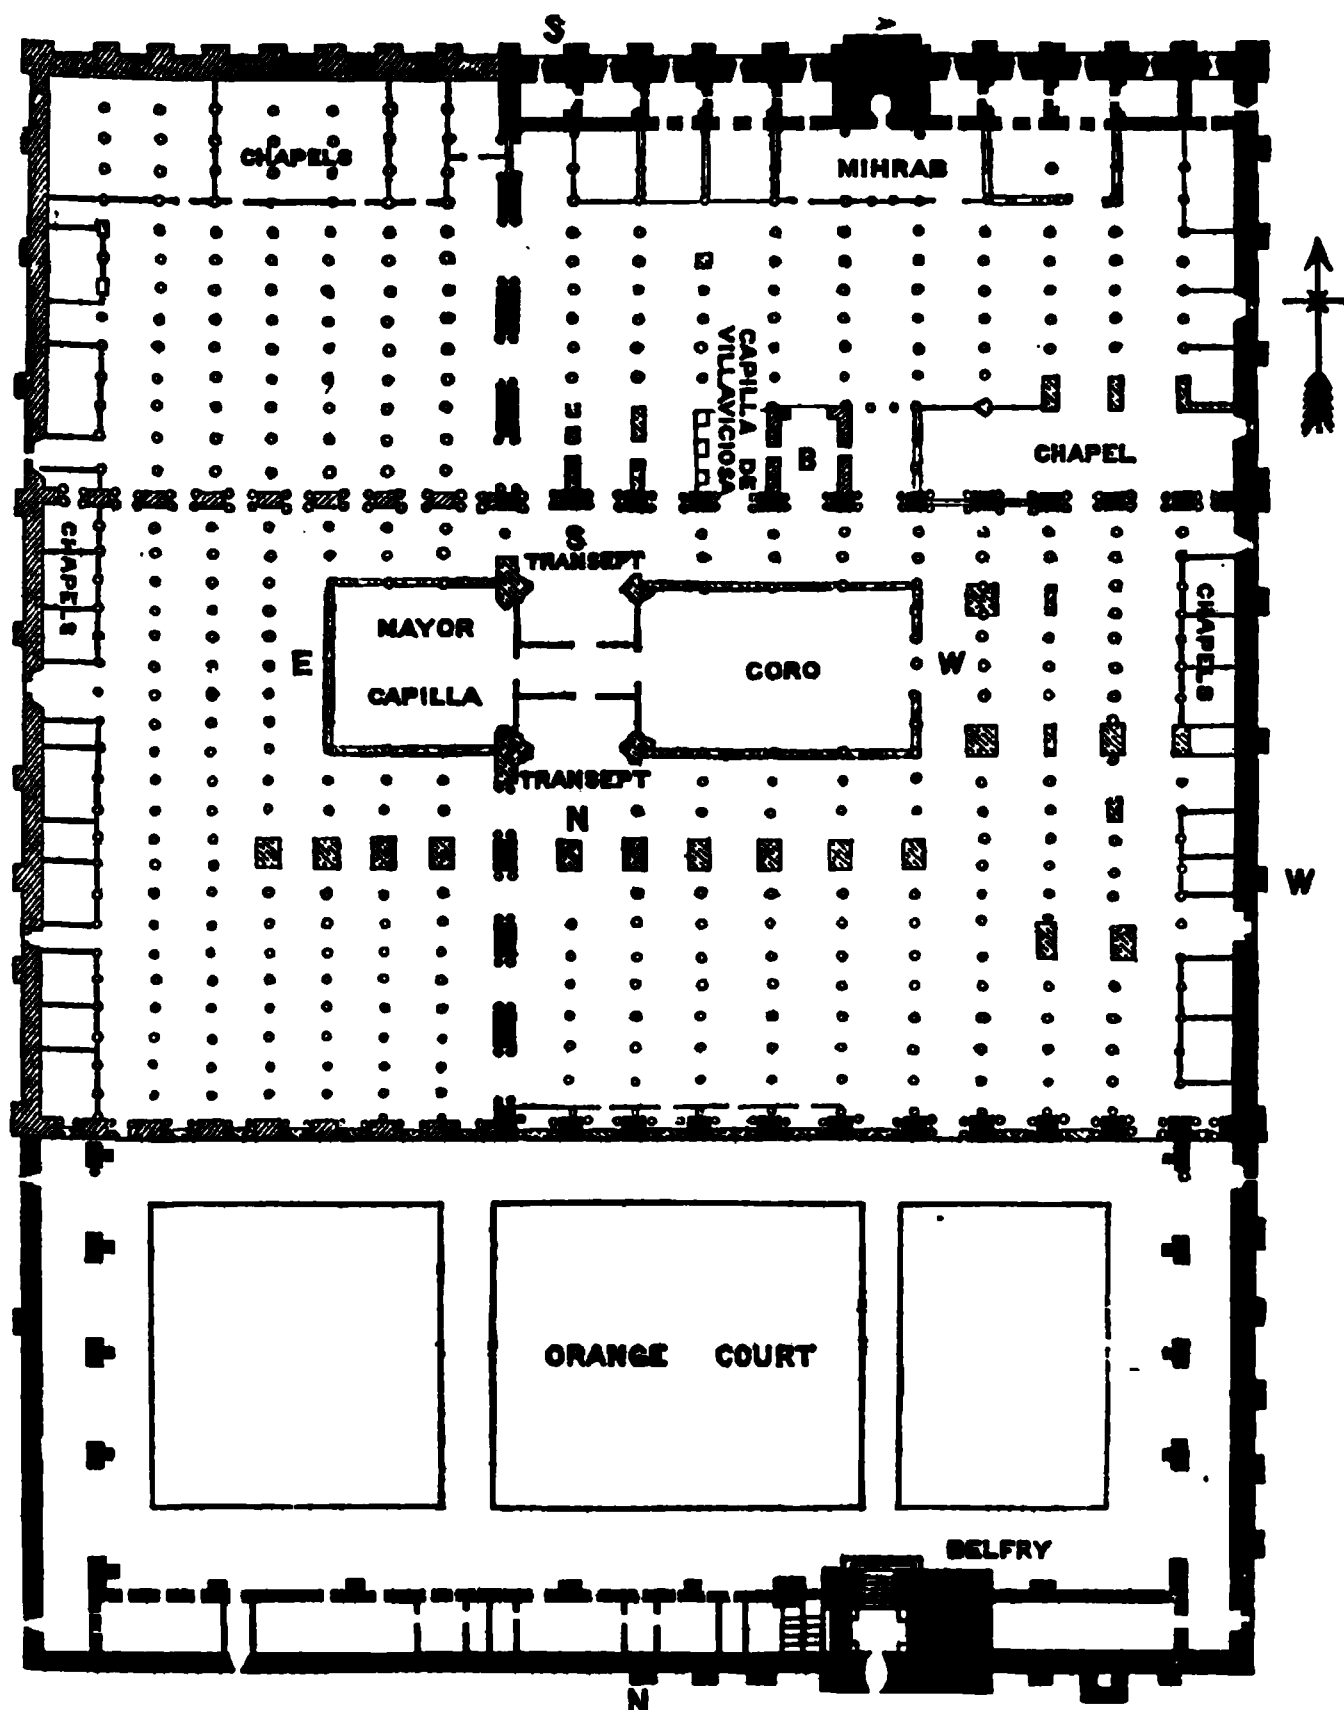 S
A
CHAPELS
MIHRAB
CAPILLA DE
VILLAVICIOSA
B
CHAPEL
CHAPELS
S
TRANSEPT
CHAPELS
MAYOR
E
CORO
W
CAPILLA
TRANSEPT
N
W
ORANGE COURT
BELFRY
N